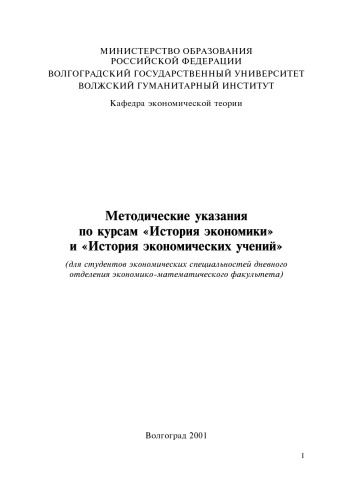 МИНИСТЕРСТВО ОБРАЗОВАНИЯ
РОССИЙСКОЙ ФЕДЕРАЦИИ
ВОЛГОГРАДСКИЙ ГОСУДАРСТВЕННЫЙ УНИВЕРСИТЕТ
ВОЛЖСКИЙ ГУМАНИТАРНЫЙ ИНСТИТУТ
Кафедра экономической теории
Методические указания
по курсам «История экономики»
и «История экономических учений»
(для студентов экономических специальностей дневного
отделения экономико-математического факультета)
Волгоград 2001
1